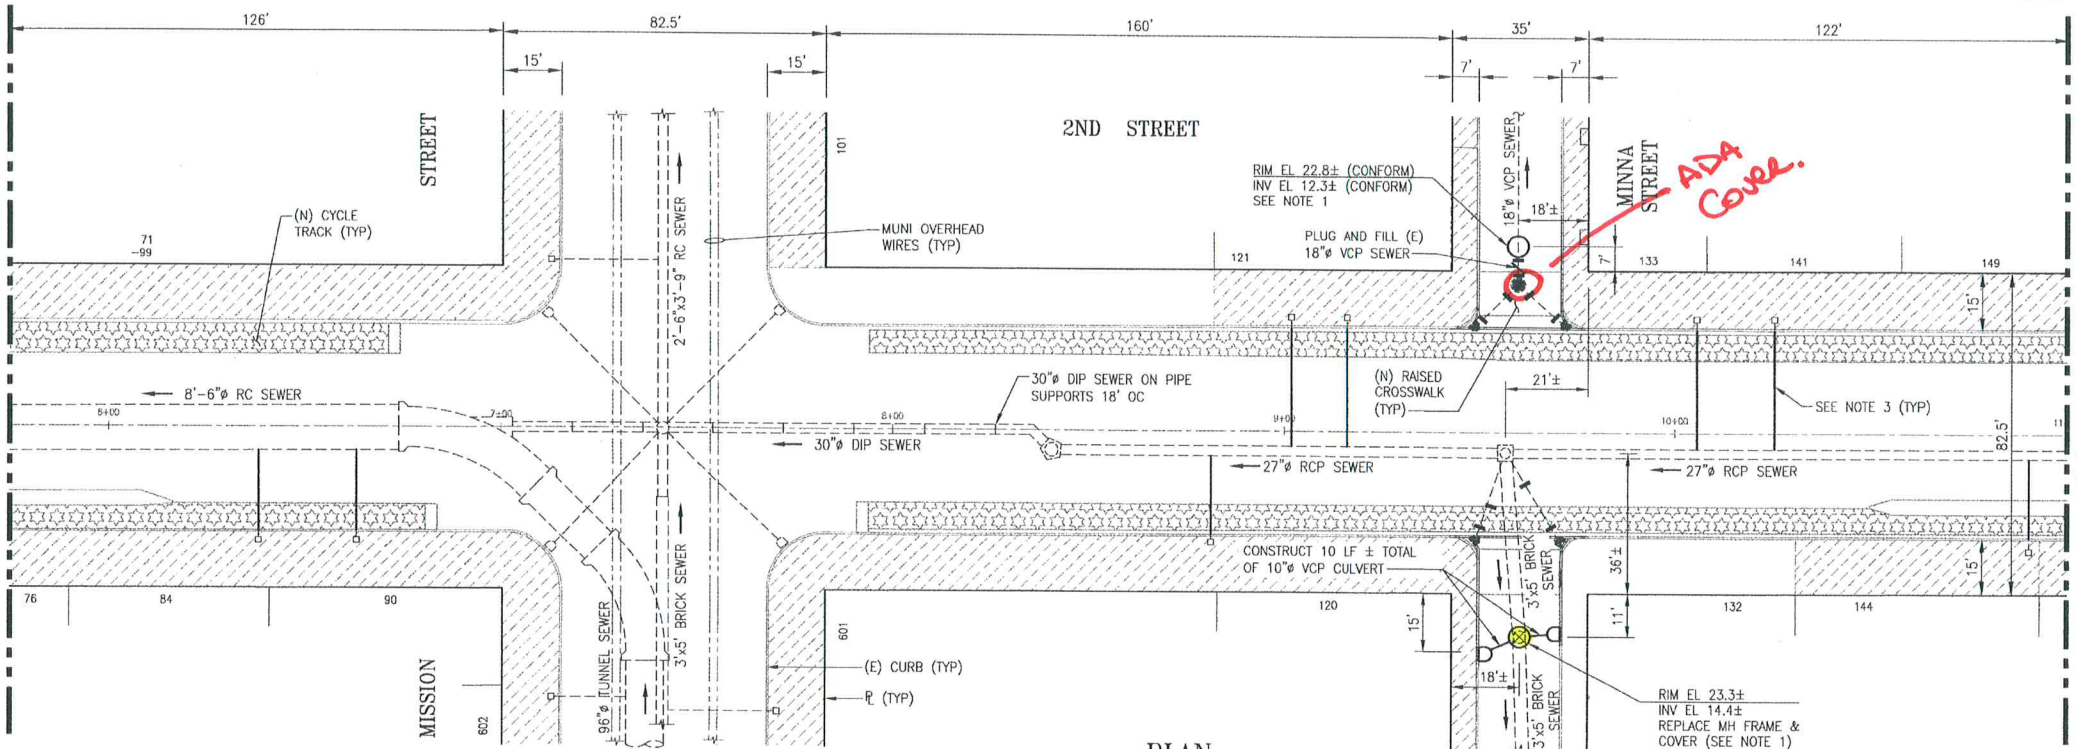 126'
82.5'
160'
35'
122'
15'
15'
7'
7'
STREET
2ND STREET
MINNA
STREET
ADA
Cover.
101
2'-6"x3'-9" RC SEWER
18"ø VCP SEWER
RIM EL 22.8± (CONFORM)
INV EL 12.3± (CONFORM)
SEE NOTE 1
18'±
(N) CYCLE
TRACK (TYP)
71
-99
MUNI OVERHEAD
WIRES (TYP)
PLUG AND FILL (E)
18"ø VCP SEWER
121
7'
133
141
149
15'
8'-6"ø RC SEWER
30"ø DIP SEWER ON PIPE
SUPPORTS 18' OC
(N) RAISED
CROSSWALK
(TYP)
21'±
SEE NOTE 3 (TYP)
6+00
7+00
8+00
9+00
10+00
11
82.5'
30"ø DIP SEWER
27"ø RCP SEWER
27"ø RCP SEWER
CONSTRUCT 10 LF ± TOTAL
OF 10"ø VCP CULVERT
3'x5' BRICK
SEWER
36'±
15'
76
84
90
96"ø TUNNEL SEWER
3'x5' BRICK SEWER
601
120
15'
132
144
11'
MISSION
602
(E) CURB (TYP)
PL (TYP)
18'±
3'x5' BRICK
SEWER
RIM EL 23.3±
INV EL 14.4±
REPLACE MH FRAME &
COVER (SEE NOTE 1)
PLAN